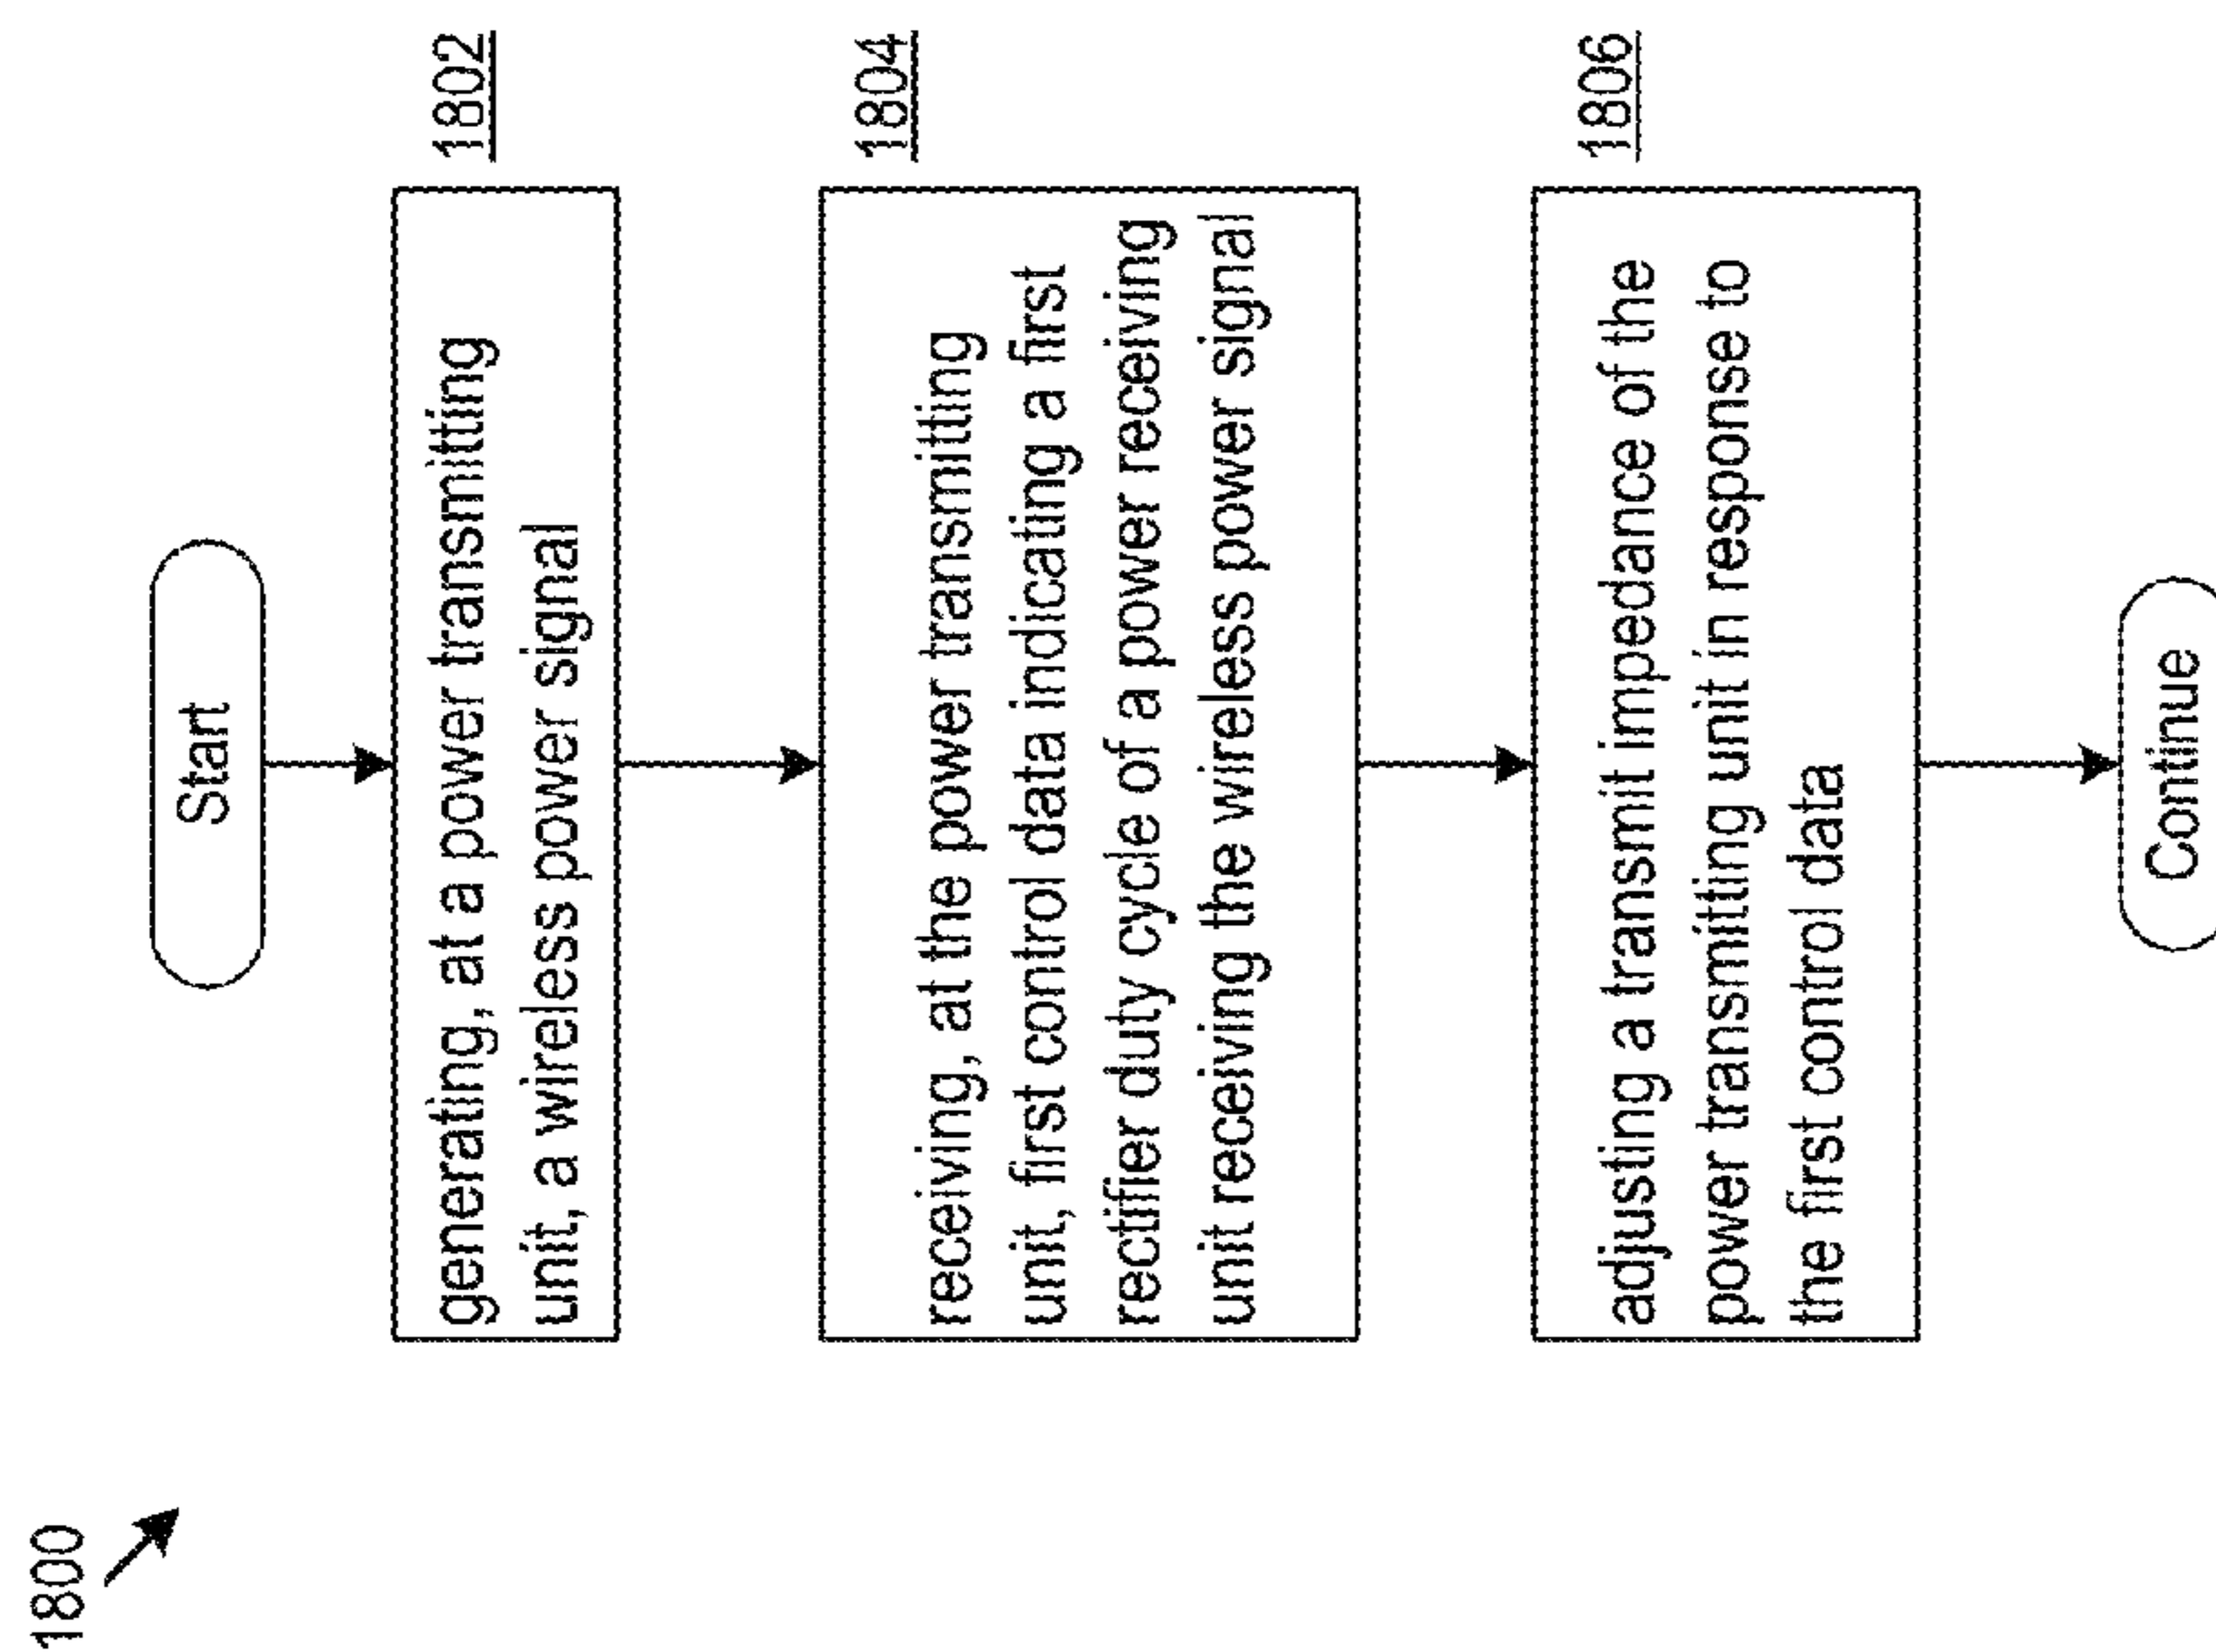 1800
Start
generating, at a power transmitting
unit, a wireless power signal
1802
receiving, at the power transmitting
unit, first control data indicating a first
rectifier duty cycle of a power receiving
unit receiving the wireless power signal
1804
adjusting a transmit impedance of the
power transmitting unit in response to
the first control data
1806
Continue